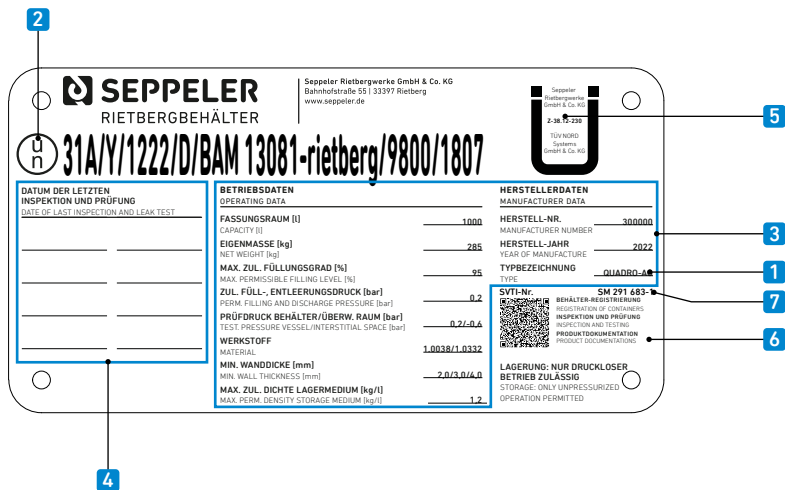 2
SEPPELER
RIETBERGBEHÄLTER
Seppeler Rietbergwerke GmbH & Co. KG
Bahnhofstraße 55 | 33397 Rietberg
www.seppeler.de
Seppeler
Rietbergwerke
GmbH & Co. KG
Z-38.12-230
TÜV NORD
Systems
GmbH & Co. KG
5
un
31A/Y/1222/D/BAM 13081-rietberg/9800/1807
DATUM DER LETZTEN
INSPEKTION UND PRÜFUNG
DATE OF LAST INSPECTION AND LEAK TEST
BETRIEBSDATEN
OPERATING DATA
FASSUNGSRAUM [l] 1000
CAPACITY [l]
EIGENMASSE [kg] 285
NET WEIGHT [kg]
MAX. ZUL. FÜLLUNGSGRAD [%] 95
MAX. PERMISSIBLE FILLING LEVEL [%]
ZUL. FÜLL-, ENTLEERUNGSDRUCK [bar] 0,2
PERM. FILLING AND DISCHARGE PRESSURE [bar]
PRÜFDRUCK BEHÄLTER/ÜBERW. RAUM [bar] 0,2/-0,6
TEST. PRESSURE VESSEL/INTERSTITIAL SPACE [bar]
WERKSTOFF 1.0038/1.0332
MATERIAL
MIN. WANDDICKE [mm] 2,0/3,0/4,0
MIN. WALL THICKNESS [mm]
MAX. ZUL. DICHTE LAGERMEDIUM [kg/l] 1,2
MAX. PERM. DENSITY STORAGE MEDIUM [kg/l]
HERSTELLERDATEN
MANUFACTURER DATA
HERSTELL-NR. 300000
MANUFACTURER NUMBER
HERSTELL-JAHR 2022
YEAR OF MANUFACTURE
TYPBEZEICHNUNG
TYPE
3
1
SVTI-Nr. SM 291 683-1
7
BEHÄLTER-REGISTRIERUNG
REGISTRATION OF CONTAINERS
INSPEKTION UND PRÜFUNG
INSPECTION AND TESTING
PRODUKTDOKUMENTATION
PRODUCT DOCUMENTATIONS
6
LAGERUNG: NUR DRUCKLOSER
BETRIEB ZULÄSSIG
STORAGE: ONLY UNPRESSURIZED
OPERATION PERMITTED
4